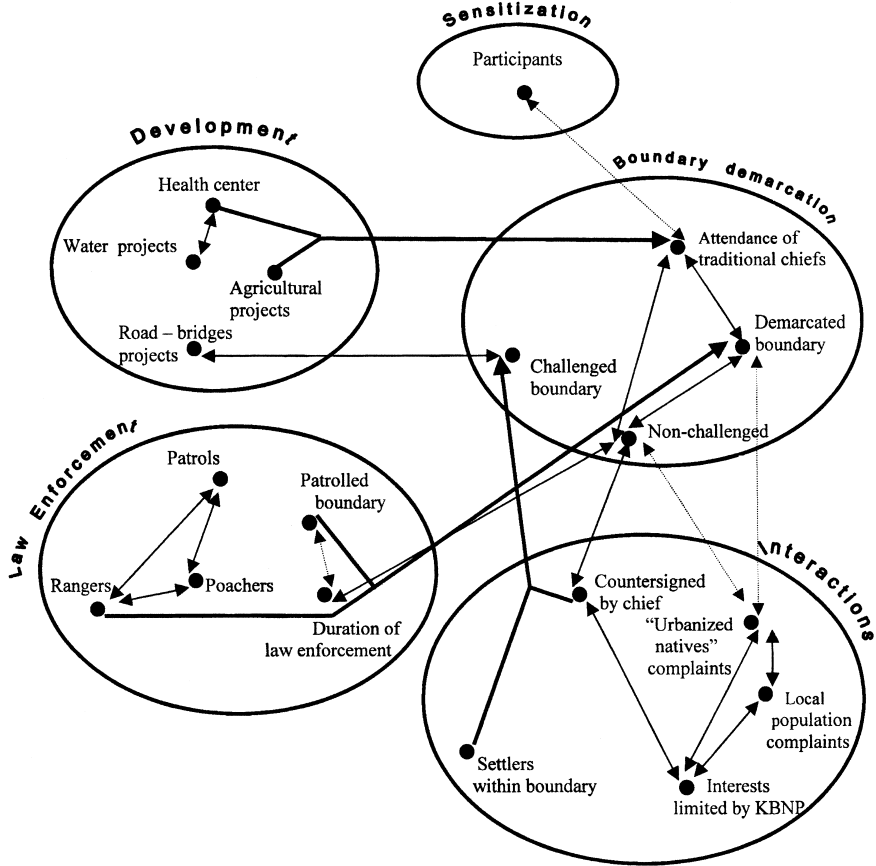 Sensitization
Participants
Development
Health center
Water projects
Agricultural
projects
Road – bridges
projects
Boundary demarcation
Attendance of
traditional chiefs
Demarcated
boundary
Challenged
boundary
Non-challenged
Law Enforcement
Patrols
Patrolled
boundary
Rangers
Poachers
Duration of
law enforcement
Interactions
Countersigned
by chief
“Urbanized
natives”
complaints
Local
population
complaints
Settlers
within boundary
Interests
limited by KBNP